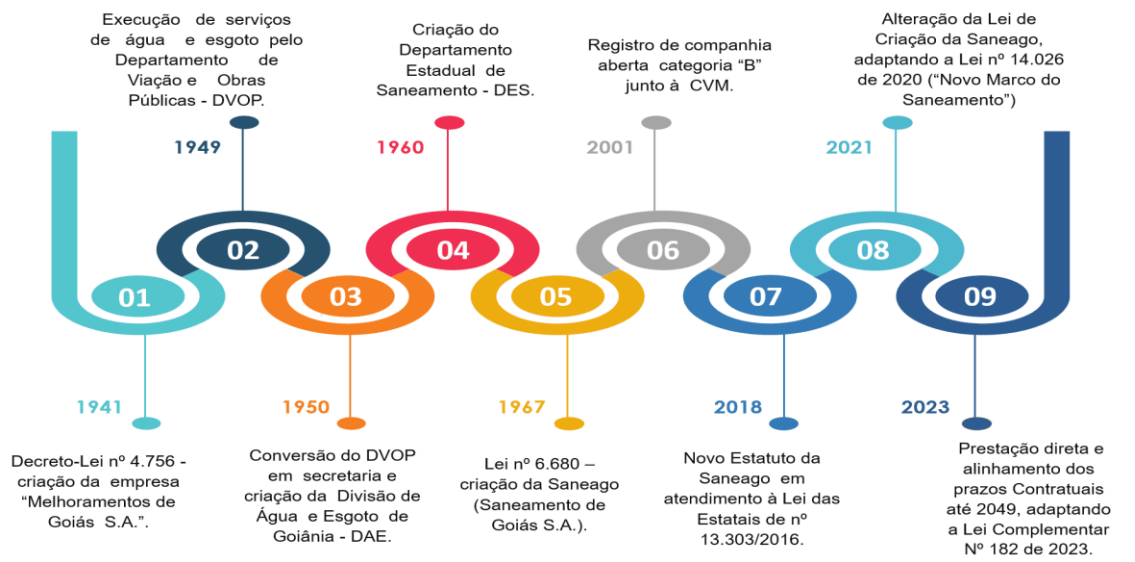 Execução de serviços
de água e esgoto pelo
Departamento de
Viação e Obras
Públicas - DVOP.
Criação do
Departamento
Estadual de
Saneamento - DES.
Registro de companhia
aberta categoria “B”
junto à CVM.
Alteração da Lei de
Criação da Saneago,
adaptando a Lei nº 14.026
de 2020 (“Novo Marco do
Saneamento”)
1949
1960
2001
2021
02
04
06
08
01
03
05
07
09
1941
1950
1967
2018
2023
Decreto-Lei nº 4.756 -
criação da empresa
“Melhoramentos de
Goiás S.A.”.
Conversão do DVOP
em secretaria e
criação da Divisão de
Água e Esgoto de
Goiânia - DAE.
Lei nº 6.680 –
criação da Saneago
(Saneamento de
Goiás S.A.).
Novo Estatuto da
Saneago em
atendimento à Lei das
Estatais de nº
13.303/2016.
Prestação direta e
alinhamento dos
prazos Contratuais
até 2049, adaptando
a Lei Complementar
Nº 182 de 2023.